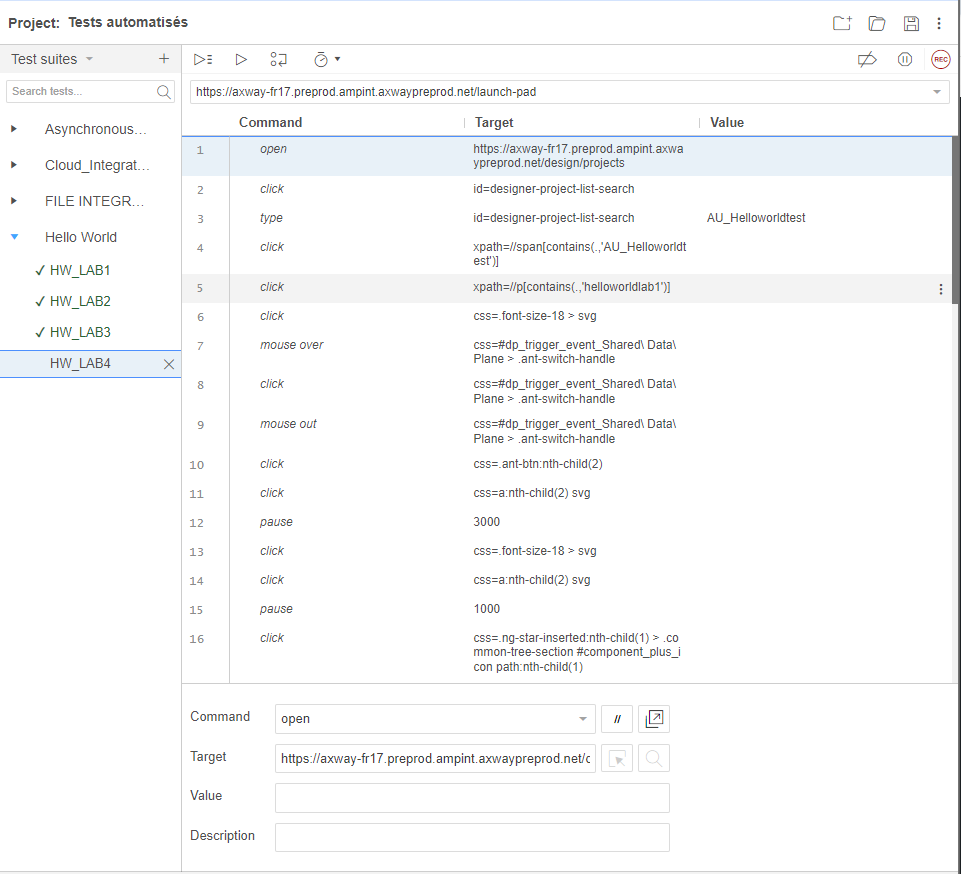 Project: Tests automatisés
Test suites
REC
Search tests...
https://axway-fr17.preprod.ampint.axwaypreprod.net/launch-pad
Asynchronous...
Cloud_Integrat...
FILE INTEGR...
Hello World
HW_LAB1
HW_LAB2
HW_LAB3
HW_LAB4
Command Target Value
1 open https://axway-fr17.preprod.ampint.axwa
ypreprod.net/design/projects
2 click id=designer-project-list-search
3 type id=designer-project-list-search AU_Helloworldtest
4 click xpath=//span[contains(.,'AU_Helloworldt
est')]
5 click xpath=//p[contains(.,'helloworldlab1')]
6 click css=.font-size-18 > svg
7 mouse over css=#dp_trigger_event_Shared\ Data\
Plane > .ant-switch-handle
8 click css=#dp_trigger_event_Shared\ Data\
Plane > .ant-switch-handle
9 mouse out css=#dp_trigger_event_Shared\ Data\
Plane > .ant-switch-handle
10 click css=.ant-btn:nth-child(2)
11 click css=a:nth-child(2) svg
12 pause 3000
13 click css=.font-size-18 > svg
14 click css=a:nth-child(2) svg
15 pause 1000
16 click css=.ng-star-inserted:nth-child(1) > .co
mmon-tree-section #component_plus_i
con path:nth-child(1)
Command open //
Target https://axway-fr17.preprod.ampint.axwaypreprod.net/c
Value
Description